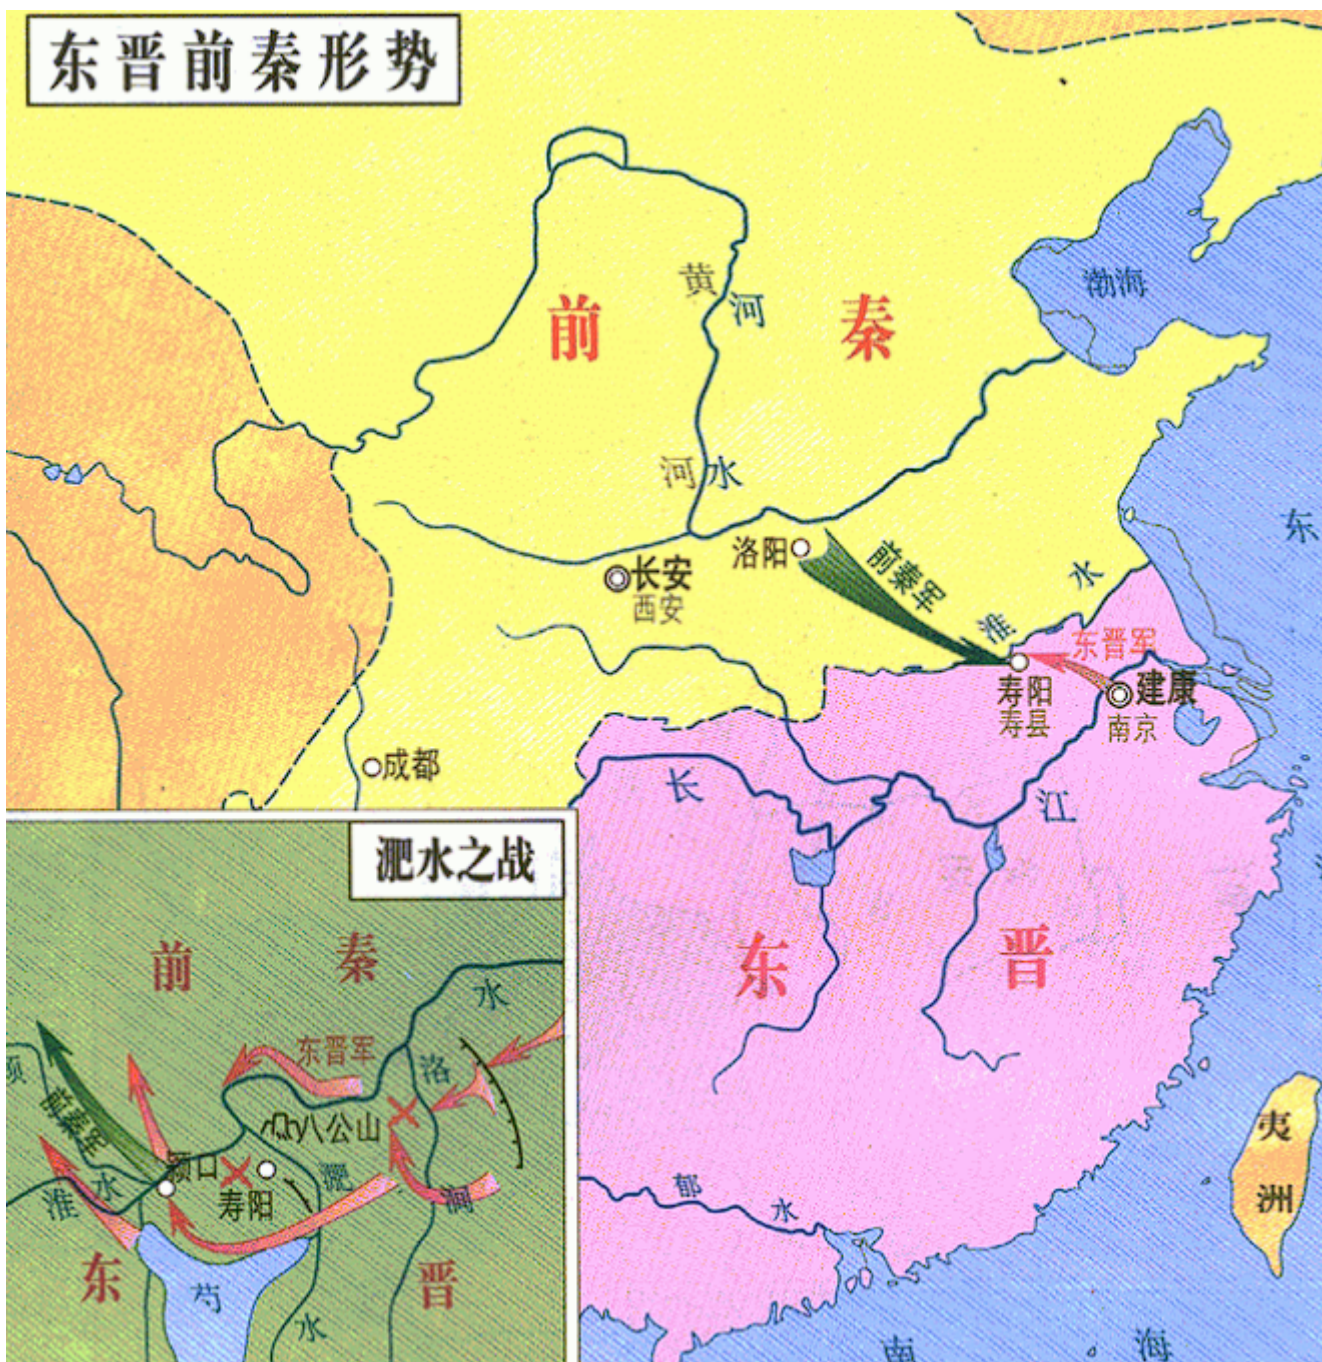 东晋前秦形势
渤海
黄河
前秦
河水
东
洛阳
前秦军
淮水
长安
西安
东晋军
寿阳
寿县
建康
南京
成都
长江
东晋
夷洲
郁水
南海
淝水之战
前秦
水
东晋军
洛
前秦军
八公山
颍口
淝
涧
淮水
寿阳
东晋
芍
水